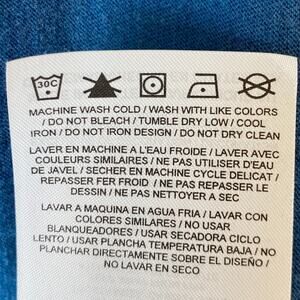 30C
MACHINE WASH COLD / WASH WITH LIKE COLORS
/ DO NOT BLEACH / TUMBLE DRY LOW / COOL
IRON / DO NOT IRON DESIGN / DO NOT DRY CLEAN
LAVER EN MACHINE A L'EAU FROIDE / LAVER AVEC
COULEURS SIMILAIRES / NE PAS UTILISER D'EAU
DE JAVEL / SECHER EN MACHINE CYCLE DELICAT /
REPASSER FER FROID / NE PAS REPASSER LE
DESSIN / NE PAS NETTOYER A SEC
LAVAR A MAQUINA EN AGUA FRIA / LAVAR CON
COLORES SIMILARES / NO USAR
BLANQUEADORES / USAR SECADORA CICLO
LENTO / USAR PLANCHA TEMPERATURA BAJA / NO
PLANCHAR DIRECTAMENTE SOBRE EL DISEÑO /
NO LAVAR EN SECO